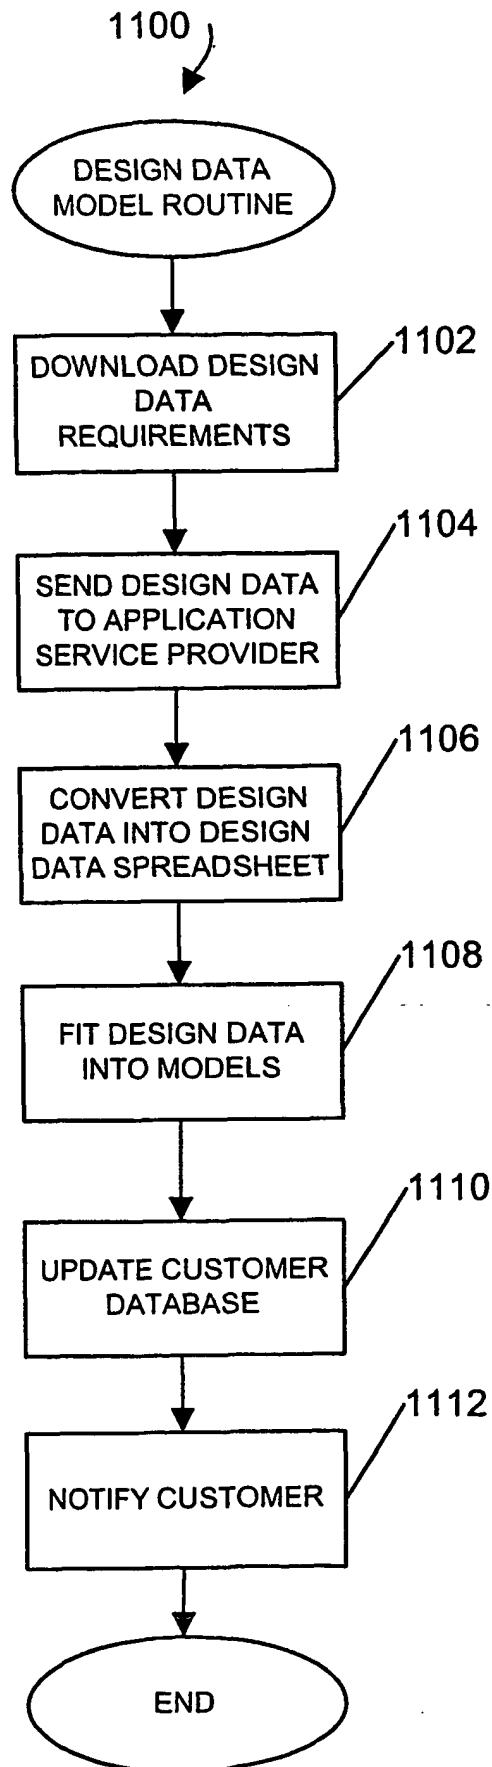 1100
DESIGN DATA
MODEL ROUTINE
1102
DOWNLOAD DESIGN
DATA
REQUIREMENTS
1104
SEND DESIGN DATA
TO APPLICATION
SERVICE PROVIDER
1106
CONVERT DESIGN
DATA INTO DESIGN
DATA SPREADSHEET
1108
FIT DESIGN DATA
INTO MODELS
1110
UPDATE CUSTOMER
DATABASE
1112
NOTIFY CUSTOMER
END